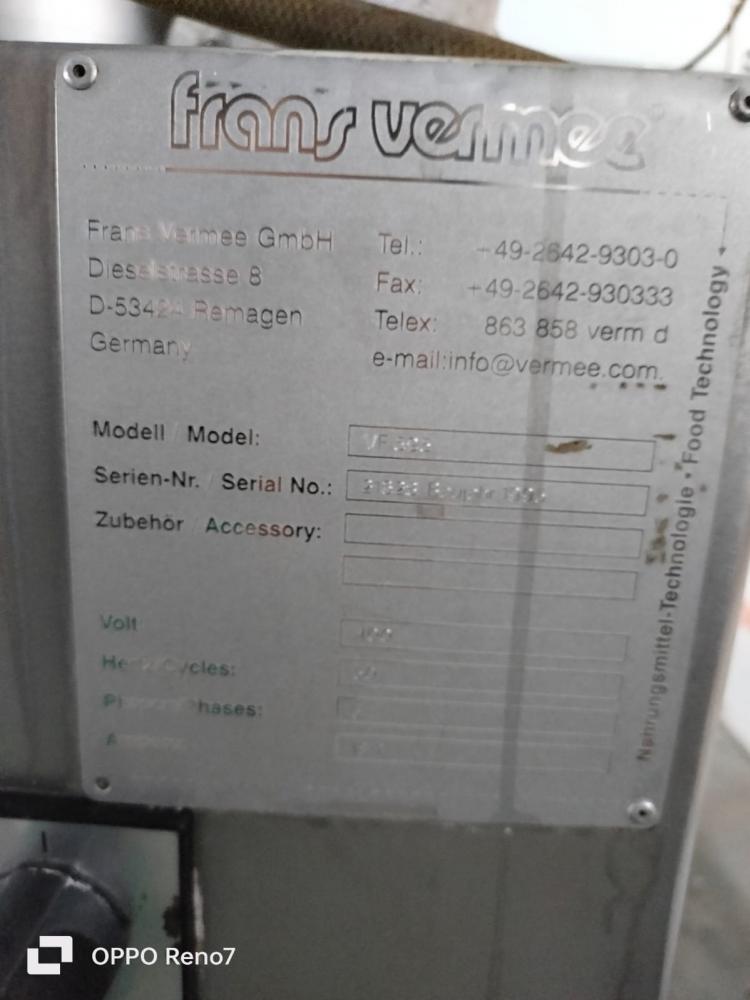 frans vermee
Frans Vermee GmbH
Dieselstrasse 8
D-53424 Remagen
Germany
Tel.: +49-2642-9303-0
Fax: +49-2642-930333
Telex: 863 858 verm d
e-mail:info@vermee.com
Modell / Model:
Serien-Nr. / Serial No.:
Zubehör / Accessory:
Volt
Hertz/Cycles:
Phases:
Nahrungsmittel-Technologie • Food Technology
OPPO Reno7